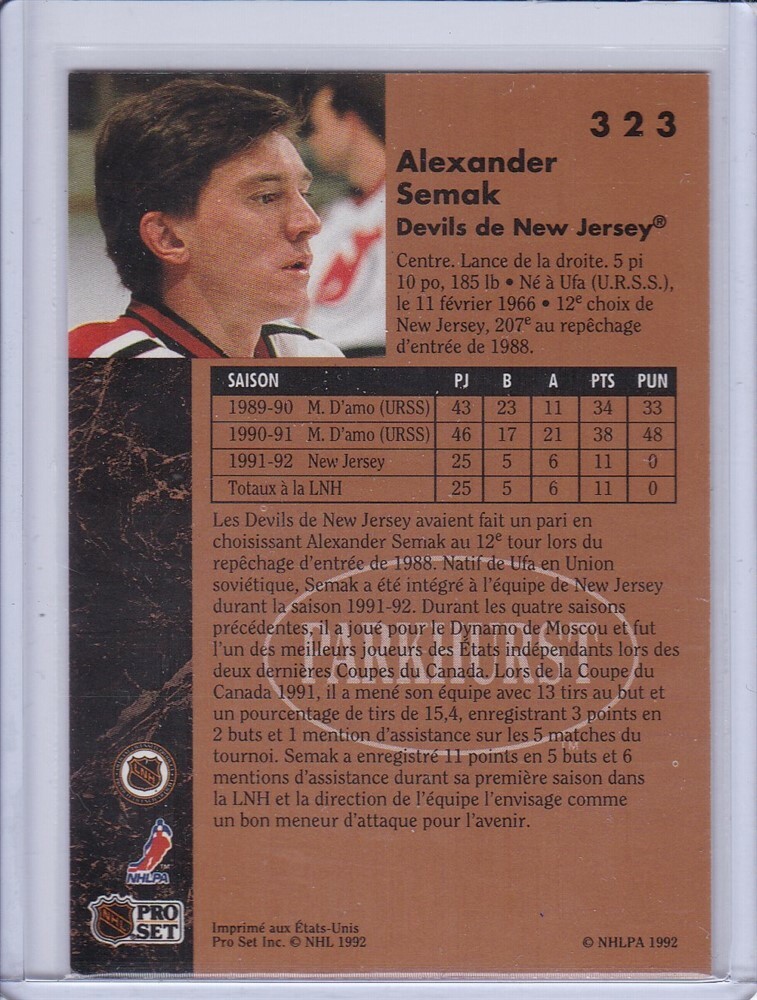 323
Alexander
Semak
Devils de New Jersey®
Centre. Lance de la droite. 5 pi
10 po, 185 lb • Né à Ufa (U.R.S.S.),
le 11 février 1966 • 12e choix de
New Jersey, 207e au repêchage
d'entrée de 1988.
SAISON PJ B A PTS PUN
1989-90 M. D'amo (URSS) 43 23 11 34 33
1990-91 M. D'amo (URSS) 46 17 21 38 48
1991-92 New Jersey 25 5 6 11 0
Totaux à la LNH 25 5 6 11 0
Les Devils de New Jersey avaient fait un pari en
choisissant Alexander Semak au 12e tour lors du
repêchage d'entrée de 1988. Natif de Ufa en Union
soviétique, Semak a été intégré à l'équipe de New Jersey
durant la saison 1991-92. Durant les quatre saisons
précédentes, il a joué pour le Dynamo de Moscou et fut
l'un des meilleurs joueurs des États indépendants lors des
deux dernières Coupes du Canada. Lors de la Coupe du
Canada 1991, il a mené son équipe avec 13 tirs au but et
un pourcentage de tirs de 15,4, enregistrant 3 points en
2 buts et 1 mention d'assistance sur les 5 matches du
tournoi. Semak a enregistré 11 points en 5 buts et 6
mentions d'assistance durant sa première saison dans
la LNH et la direction de l'équipe l'envisage comme
un bon meneur d'attaque pour l'avenir.
PARKHURST
TM
NHL
NHLPA
TM
NHL
PRO
SET
Imprimé aux États-Unis
Pro Set Inc. © NHL 1992
© NHLPA 1992